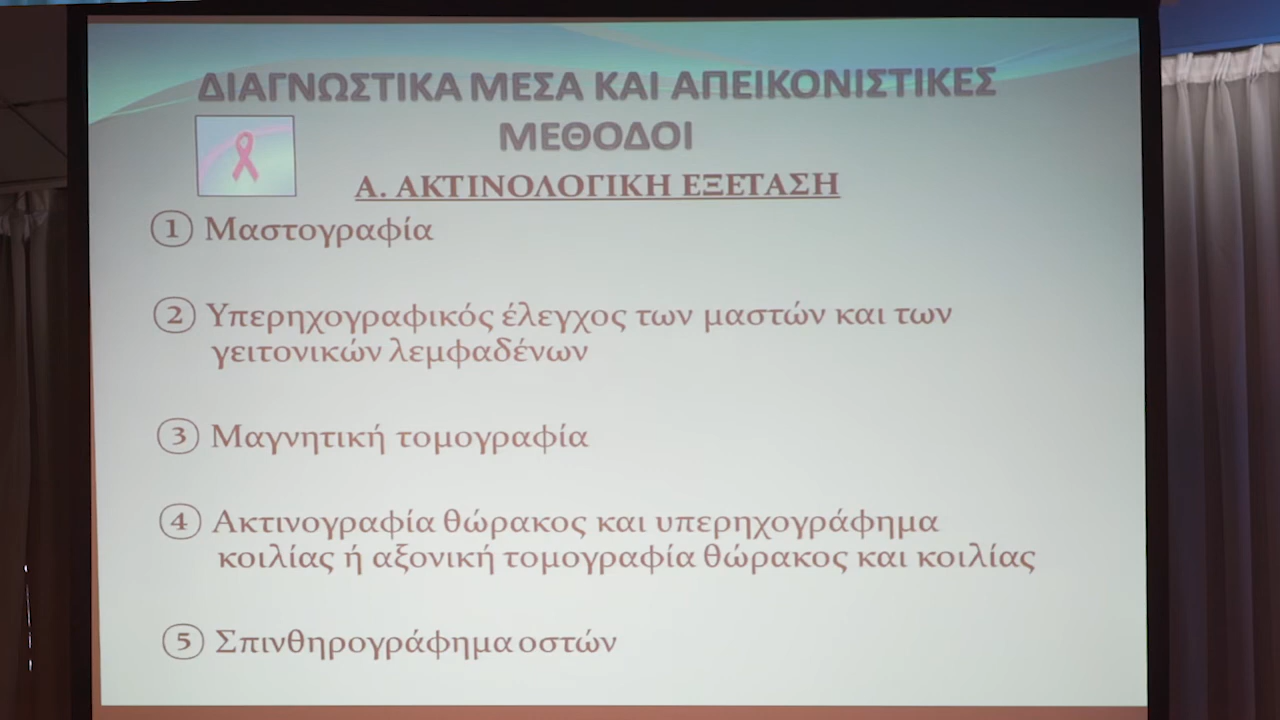 ΔΙΑΓΝΩΣΤΙΚΑ ΜΕΣΑ ΚΑΙ ΑΠΕΙΚΟΝΙΣΤΙΚΕΣ
ΜΕΘΟΔΟΙ
Α. ΑΚΤΙΝΟΛΟΓΙΚΗ ΕΞΕΤΑΣΗ
① Μαστογραφία
② Υπερηχογραφικός έλεγχος των μαστών και των
γειτονικών λεμφαδένων
③ Μαγνητική τομογραφία
④ Ακτινογραφία θώρακος και υπερηχογράφημα
κοιλίας ή αξονική τομογραφία θώρακος και κοιλίας
⑤ Σπινθηρογράφημα οστών